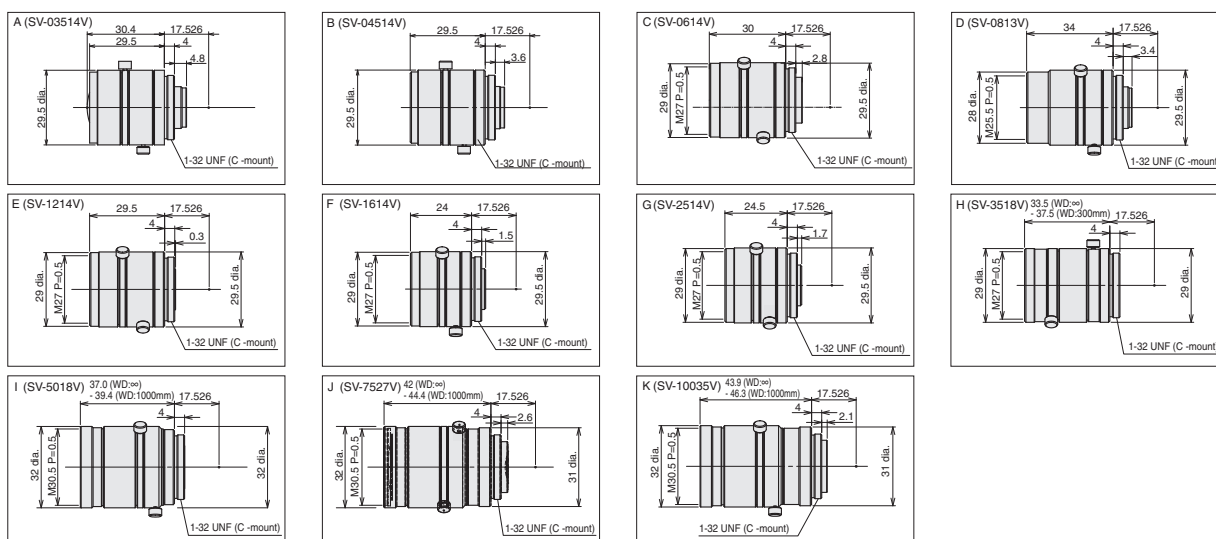 A (SV-03514V)
30.4
17.526
29.5
4
4.8
29.5 dia.
1-32 UNF (C -mount)
B (SV-04514V)
29.5
17.526
4
3.6
29.5 dia.
1-32 UNF (C -mount)
C (SV-0614V)
30
17.526
4
2.8
29 dia.
M27 P=0.5
29.5 dia.
1-32 UNF (C -mount)
D (SV-0813V)
34
17.526
4
3.4
28 dia.
M25.5 P=0.5
29.5 dia.
1-32 UNF (C -mount)
E (SV-1214V)
29.5
17.526
4
0.3
29 dia.
M27 P=0.5
29.5 dia.
1-32 UNF (C -mount)
F (SV-1614V)
24
17.526
4
1.5
29 dia.
M27 P=0.5
29.5 dia.
1-32 UNF (C -mount)
G (SV-2514V)
24.5
17.526
4
1.7
29 dia.
M27 P=0.5
29.5 dia.
1-32 UNF (C -mount)
H (SV-3518V) 33.5 (WD:∞)
- 37.5 (WD:300mm)
17.526
4
29 dia.
M27 P=0.5
29 dia.
1-32 UNF (C -mount)
I (SV-5018V) 37.0 (WD:∞)
- 39.4 (WD:1000mm)
17.526
4
32 dia.
M30.5 P=0.5
32 dia.
1-32 UNF (C -mount)
J (SV-7527V) 42 (WD:∞)
- 44.4 (WD:1000mm)
17.526
4
2.6
32 dia.
M30.5 P=0.5
31 dia.
1-32 UNF (C -mount)
K (SV-10035V) 43.9 (WD:∞)
- 46.3 (WD:1000mm)
17.526
4
2.1
32 dia.
M30.5 P=0.5
31 dia.
1-32 UNF (C -mount)